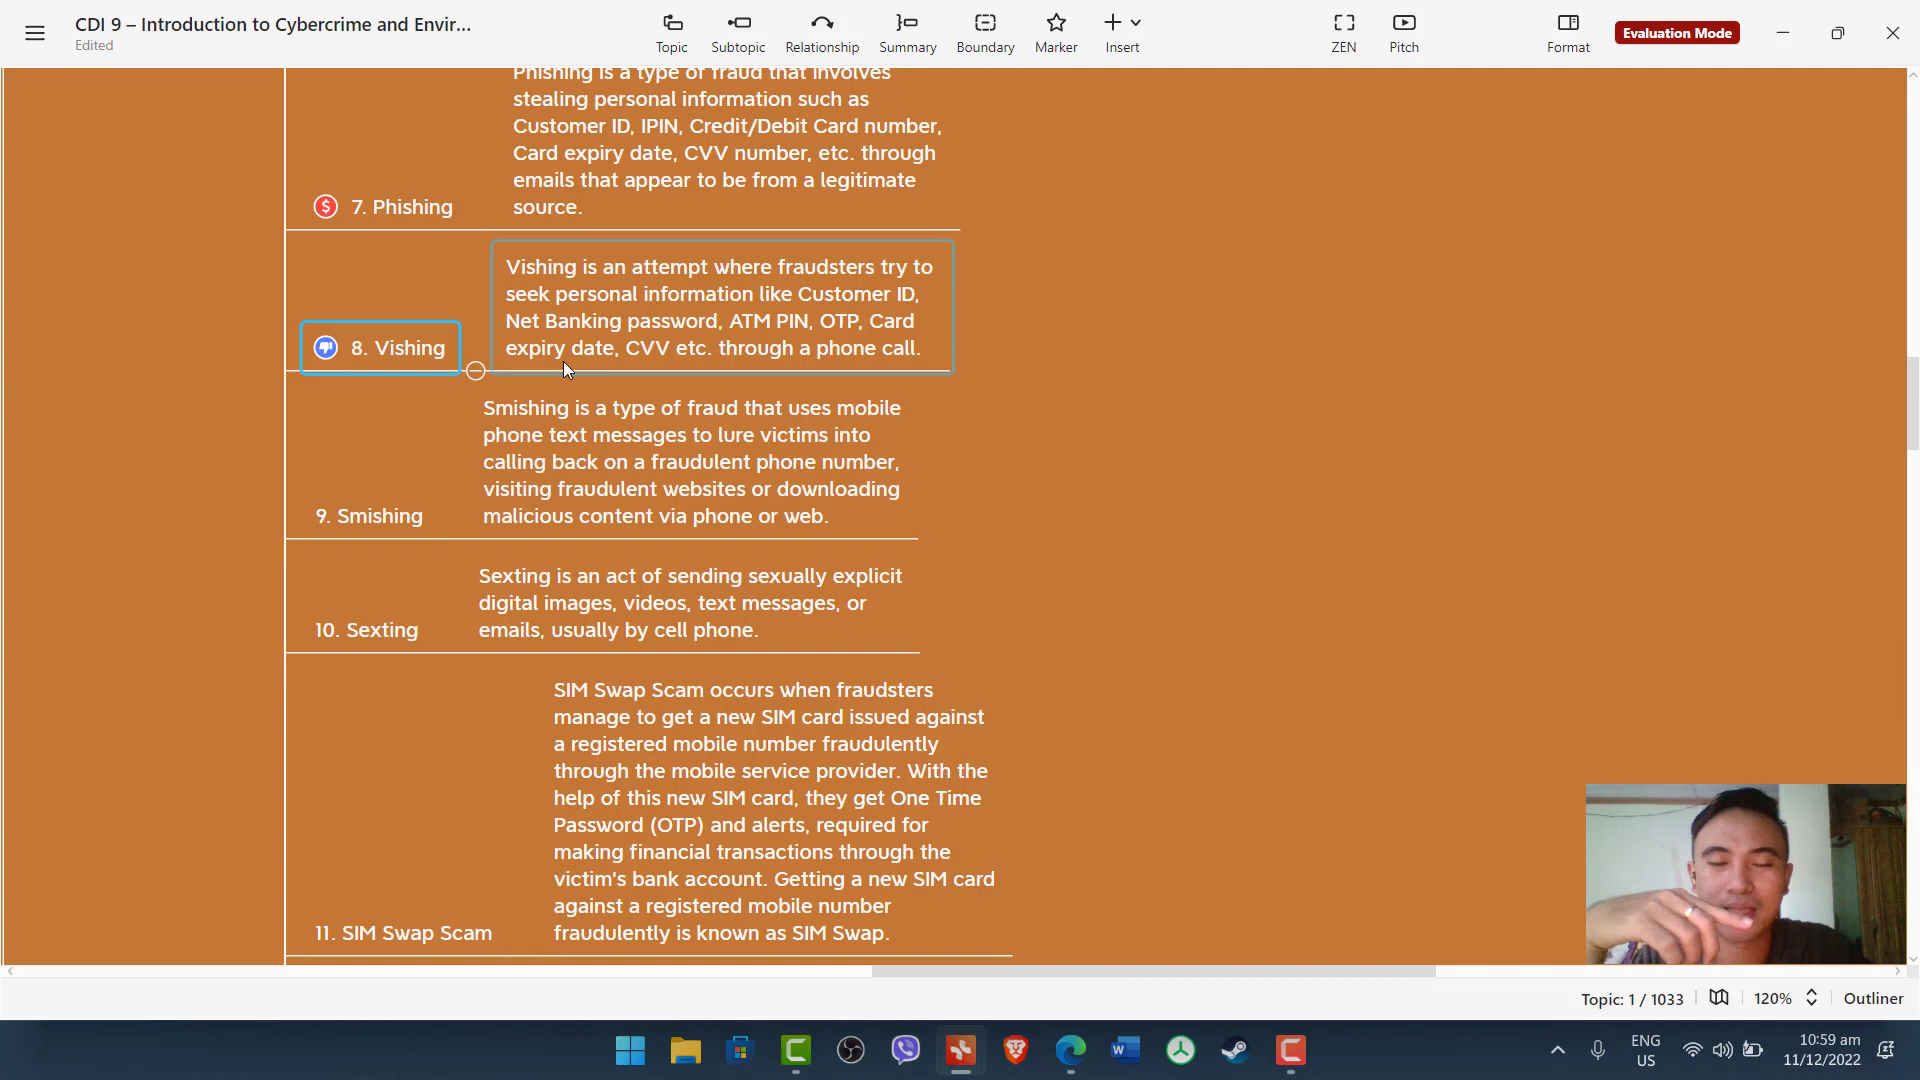 CDI 9 – Introduction to Cybercrime and Envir...
Edited
Topic
Subtopic
Relationship
Summary
Boundary
Marker
Insert
ZEN
Pitch
Format
Evaluation Mode
Phishing is a type of fraud that involves
stealing personal information such as
Customer ID, IPIN, Credit/Debit Card number,
Card expiry date, CVV number, etc. through
emails that appear to be from a legitimate
source.
$ 7. Phishing
Vishing is an attempt where fraudsters try to
seek personal information like Customer ID,
Net Banking password, ATM PIN, OTP, Card
expiry date, CVV etc. through a phone call.
8. Vishing
Smishing is a type of fraud that uses mobile
phone text messages to lure victims into
calling back on a fraudulent phone number,
visiting fraudulent websites or downloading
malicious content via phone or web.
9. Smishing
Sexting is an act of sending sexually explicit
digital images, videos, text messages, or
emails, usually by cell phone.
10. Sexting
SIM Swap Scam occurs when fraudsters
manage to get a new SIM card issued against
a registered mobile number fraudulently
through the mobile service provider. With the
help of this new SIM card, they get One Time
Password (OTP) and alerts, required for
making financial transactions through the
victim's bank account. Getting a new SIM card
against a registered mobile number
fraudulently is known as SIM Swap.
11. SIM Swap Scam
Topic: 1 / 1033
120%
Outliner
ENG
US
10:59 am
11/12/2022